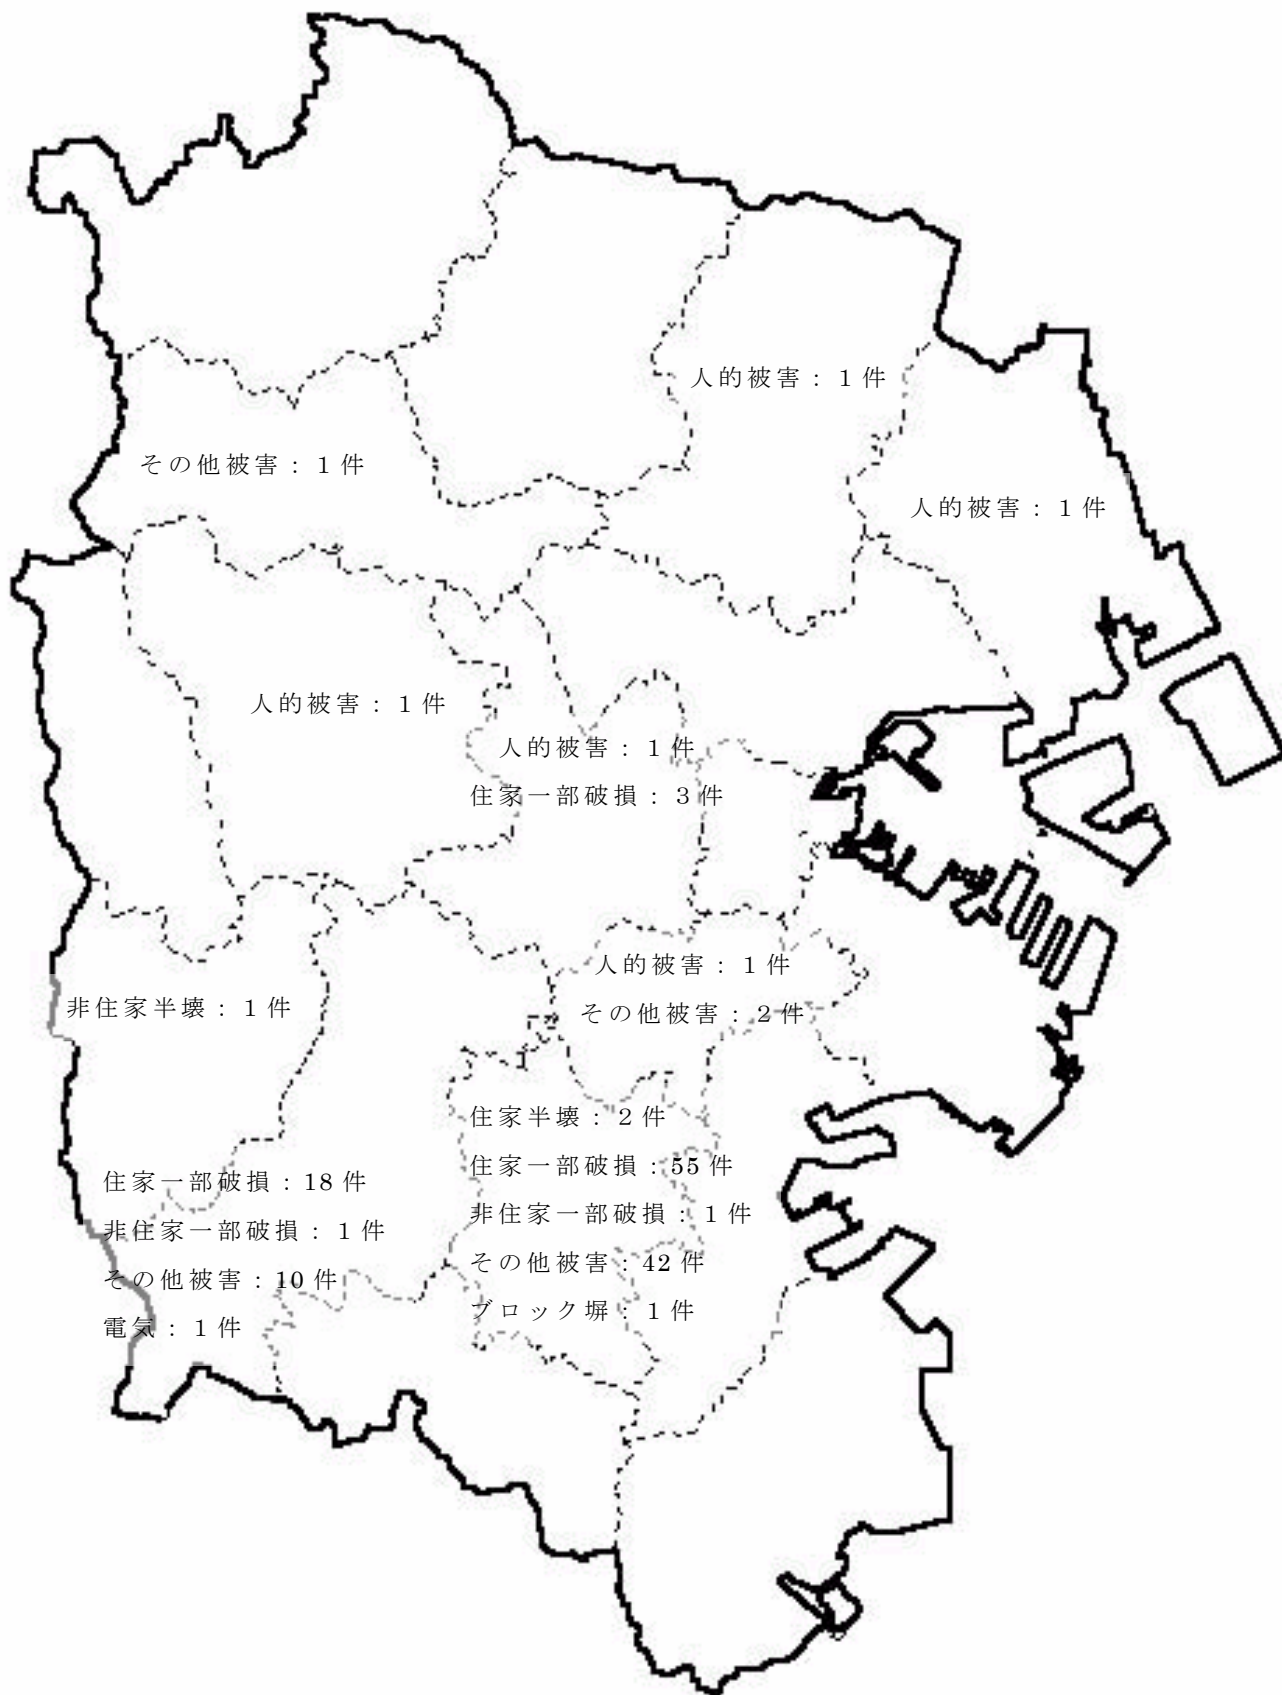 人的被害：1件
その他被害：1件
人的被害：1件
人的被害：1件
人的被害：1件
住家一部破損：3件
人的被害：1件
その他被害：2件
非住家半壊：1件
住家半壊：2件
住家一部破損：55件
非住家一部破損：1件
その他被害：42件
ブロック塀：1件
住家一部破損：18件
非住家一部破損：1件
その他被害：10件
電気：1件